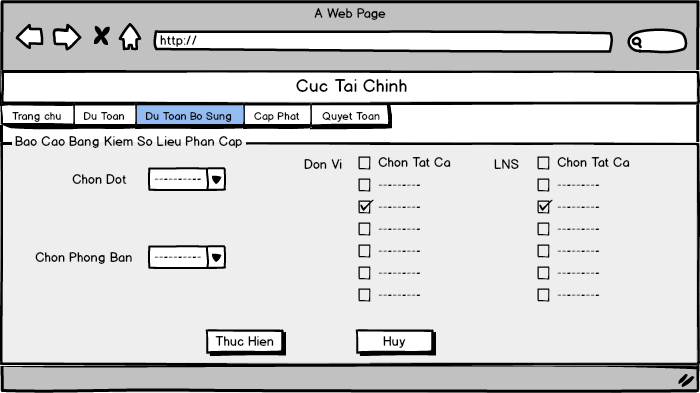 A Web Page
http://
Cuc Tai Chinh
Trang chu Du Toan Du Toan Bo Sung Cap Phat Quyet Toan
Bao Cao Bang Kiem So Lieu Phan Cap
Chon Dot ---------
Don Vi Chon Tat Ca
---------
---------
---------
---------
---------
---------
LNS Chon Tat Ca
---------
---------
---------
---------
---------
---------
Chon Phong Ban ---------
Thuc Hien Huy